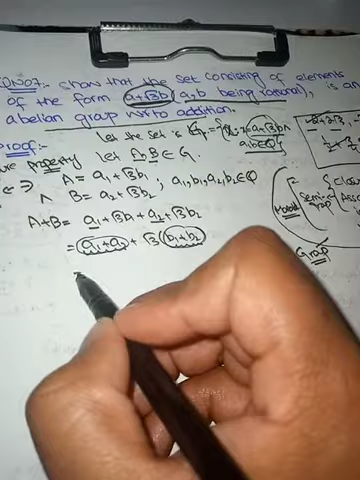 show that the set consisting of elements
of the form a+√3b (a,b being rational), is an
abelian group w.r.to addition.
Proof:- Let the set is G = {x: x = a+√3b ∧
a,b∈Q}
property Let A, B ∈ G.
⇔ A = a₁ + √3b₁ ; a₁,b₁,a₂,b₂∈Q
∧ B = a₂ + √3b₂
A+B = a₁ + √3b₁ + a₂ + √3b₂
= (a₁+a₂) + √3(b₁+b₂)
Semi-
group
Group